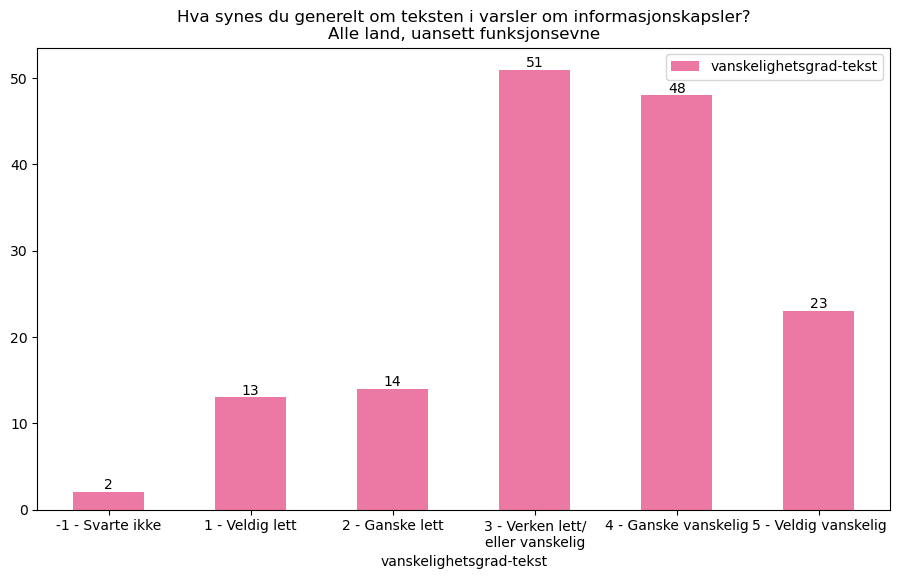 Hva synes du generelt om teksten i varsler om informasjonskapsler?
Alle land, uansett funksjonsevne
vanskelighetsgrad-tekst
50
40
30
20
10
0
2
13
14
51
48
23
-1 - Svarte ikke
1 - Veldig lett
2 - Ganske lett
3 - Verken lett/
eller vanskelig
4 - Ganske vanskelig
5 - Veldig vanskelig
vanskelighetsgrad-tekst